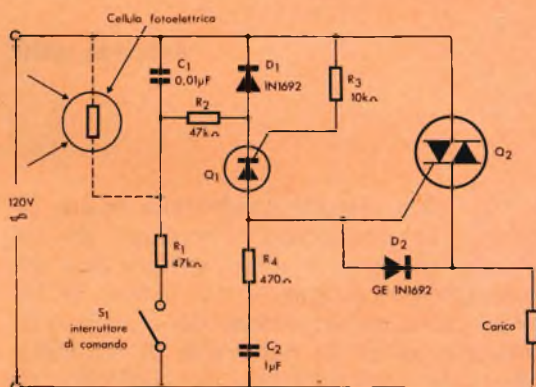 Cellula fotoelettrica
C1
0,01μF
D1
1N1692
R2
47kΩ
R3
10kΩ
Q1
Q2
120V
R1
47kΩ
R4
470Ω
D2
GE 1N1692
S1
interruttore
di comando
C2
1μF
Carico